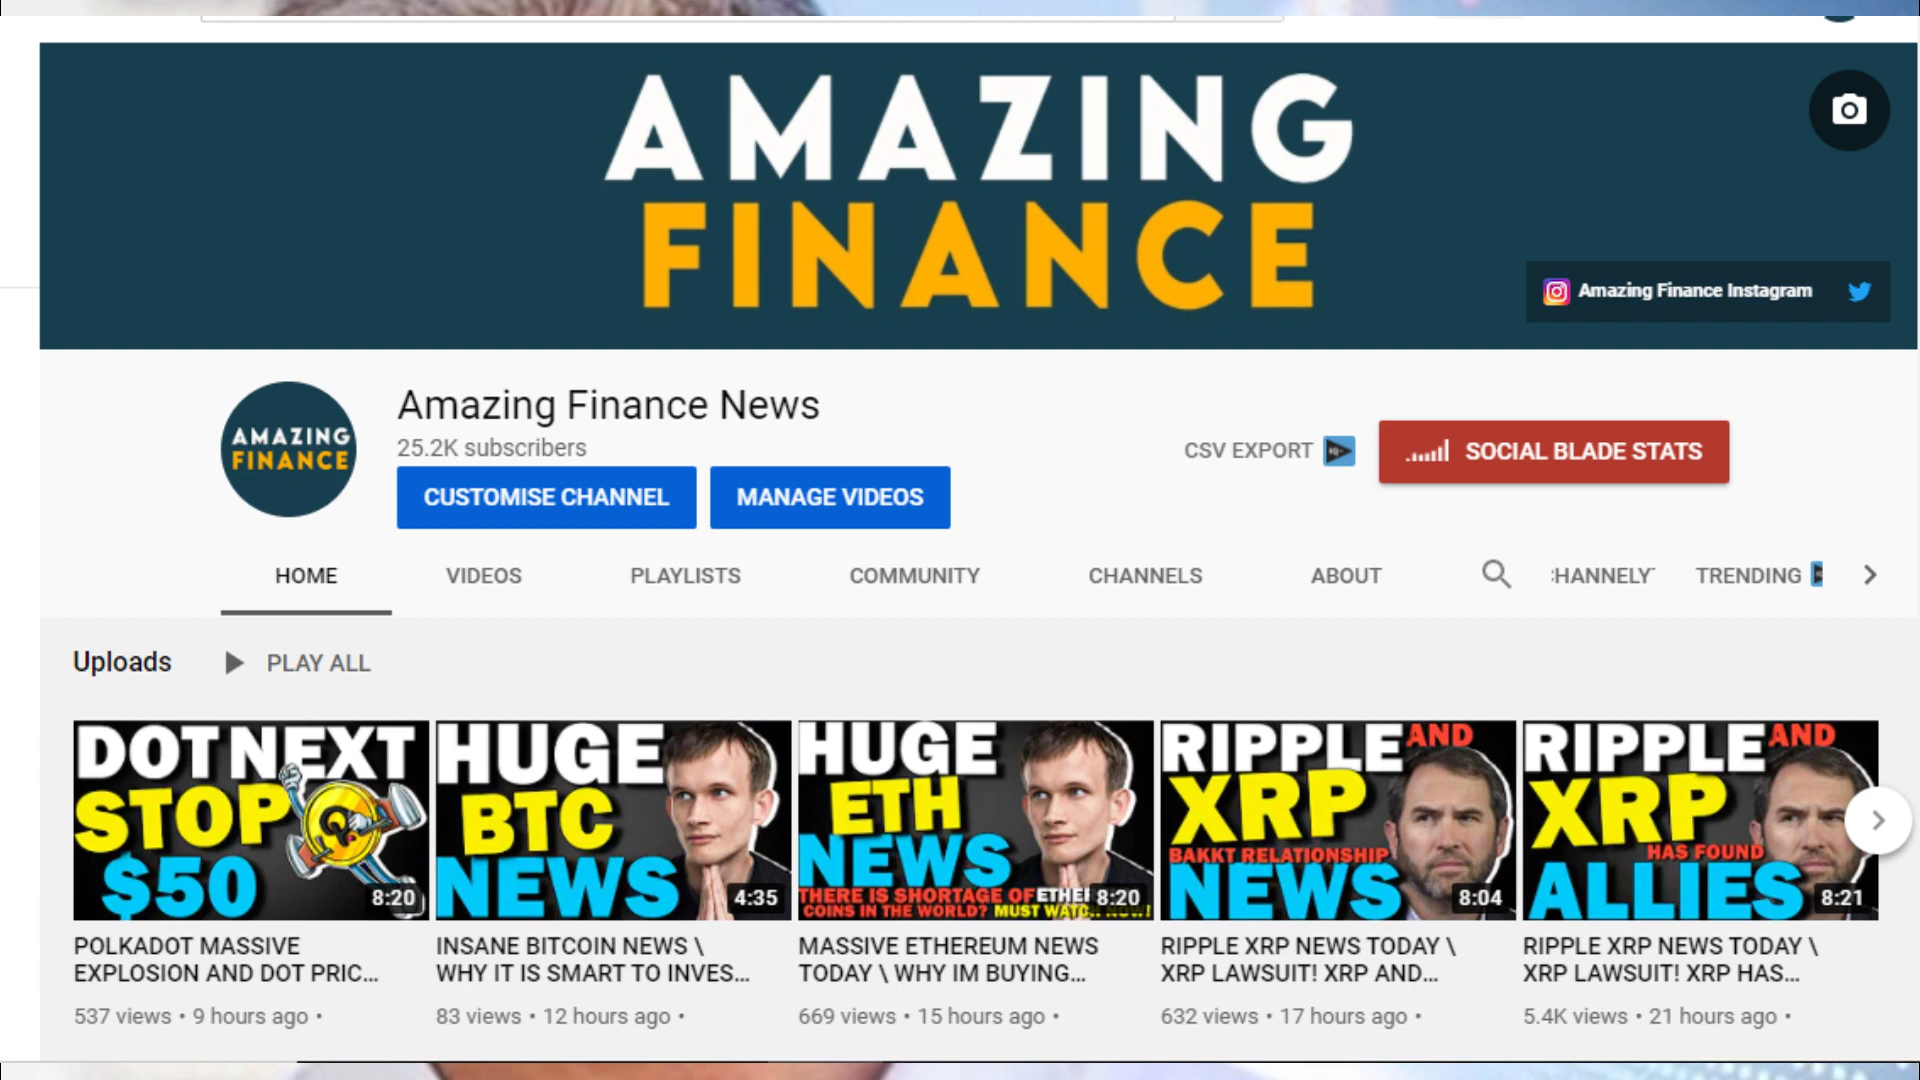 AMAZING
FINANCE
Amazing Finance Instagram
AMAZING
FINANCE
Amazing Finance News
25.2K subscribers
CUSTOMISE CHANNEL
MANAGE VIDEOS
CSV EXPORT
SOCIAL BLADE STATS
HOME
VIDEOS
PLAYLISTS
COMMUNITY
CHANNELS
ABOUT
HANNELY
TRENDING
Uploads
PLAY ALL
DOT NEXT
STOP
$50
8:20
HUGE
BTC
NEWS
4:35
HUGE
ETH
NEWS
THERE IS SHORTAGE OF ETHE
COINS IN THE WORLD? MUST WATCH NOW!
8:20
RIPPLE AND
XRP
BAKKT RELATIONSHIP
NEWS
8:04
RIPPLE AND
XRP
HAS FOUND
ALLIES
8:21
POLKADOT MASSIVE
EXPLOSION AND DOT PRIC...
537 views • 9 hours ago •
INSANE BITCOIN NEWS \
WHY IT IS SMART TO INVES...
83 views • 12 hours ago •
MASSIVE ETHEREUM NEWS
TODAY \ WHY IM BUYING...
669 views • 15 hours ago •
RIPPLE XRP NEWS TODAY \
XRP LAWSUIT! XRP AND...
632 views • 17 hours ago •
RIPPLE XRP NEWS TODAY \
XRP LAWSUIT! XRP HAS...
5.4K views • 21 hours ago •